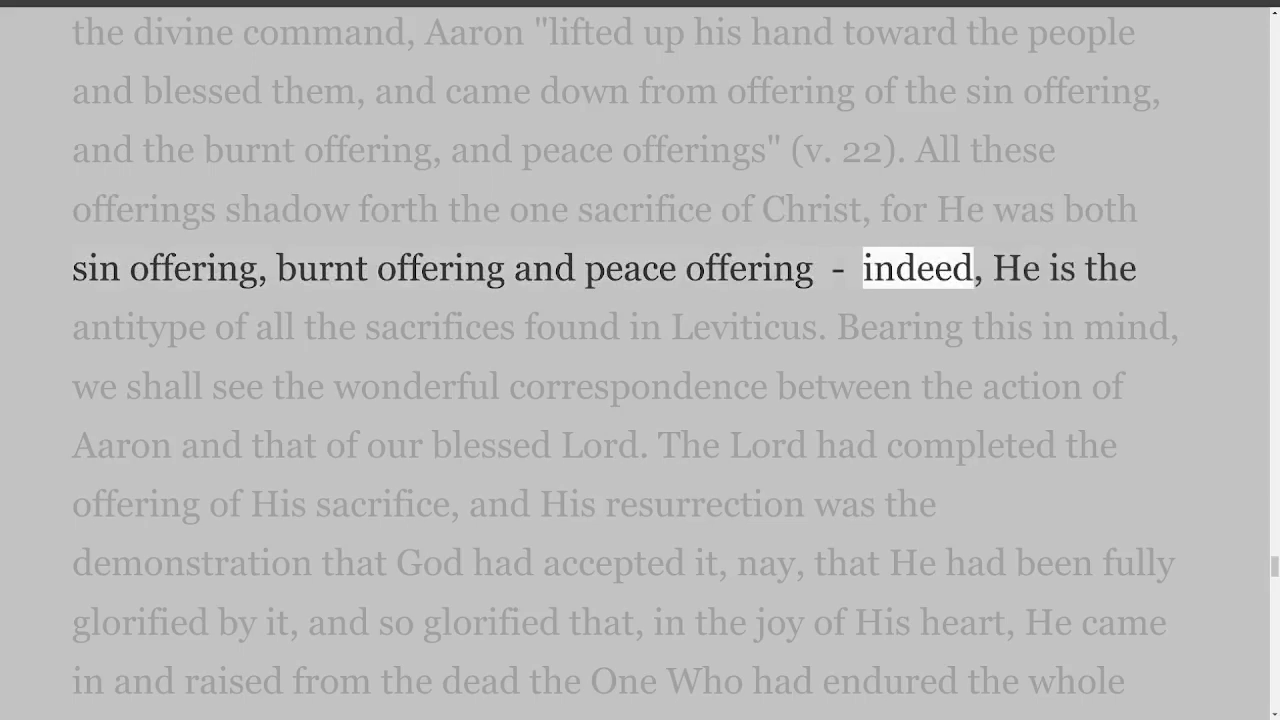 the divine command, Aaron "lifted up his hand toward the people
and blessed them, and came down from offering of the sin offering,
and the burnt offering, and peace offerings" (v. 22). All these
offerings shadow forth the one sacrifice of Christ, for He was both
sin offering, burnt offering and peace offering - indeed, He is the
antitype of all the sacrifices found in Leviticus. Bearing this in mind,
we shall see the wonderful correspondence between the action of
Aaron and that of our blessed Lord. The Lord had completed the
offering of His sacrifice, and His resurrection was the
demonstration that God had accepted it, nay, that He had been fully
glorified by it, and so glorified that, in the joy of His heart, He came
in and raised from the dead the One Who had endured the whole